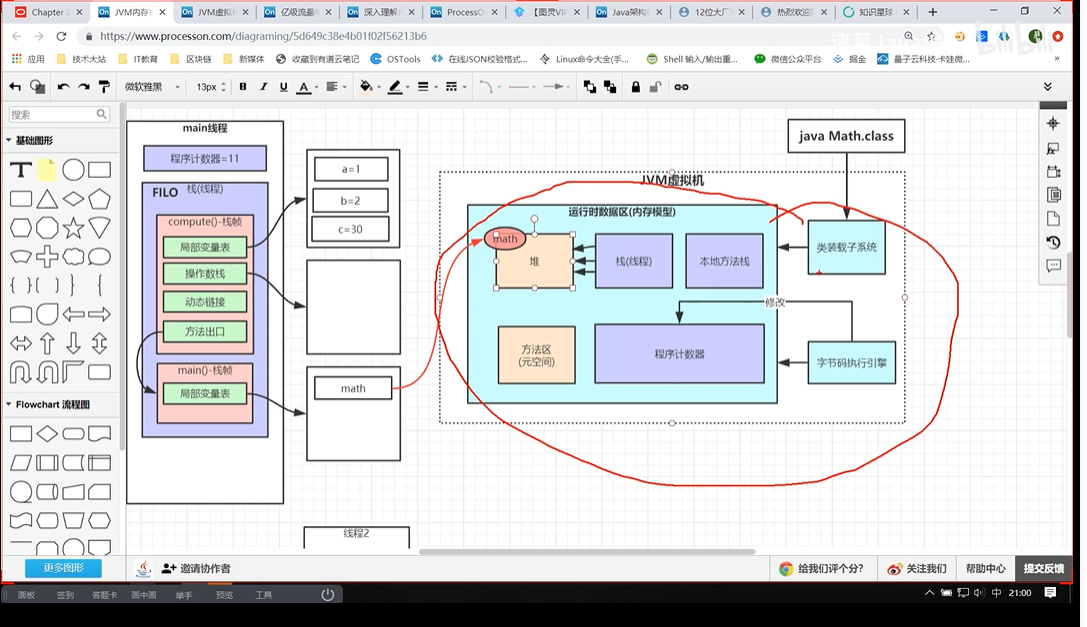 Chapter
JVM内存
JVM虚拟
亿级流量
深入理解
ProcessO
【图灵VI
Java架构
12位大厂
热烈欢迎
知识星球
https://www.processon.com/diagraming/5d649c38e4b01f02f56213b6
应用
技术大站
IT教育
区块链
新媒体
收藏到有道云笔记
OSTools
在线JSON校验格式...
Linux命令大全(手...
Shell 输入/输出重...
微信公众平台
掘金
量子云科技-卡娃微...
bilibili
微软雅黑
13px
B
I
U
A
搜索
基础图形
T
Flowchart 流程图
更多图形
main线程
程序计数器=11
FILO
栈(线程)
compute()-栈帧
局部变量表
操作数栈
动态链接
方法出口
main()-栈帧
局部变量表
a=1
b=2
c=30
math
线程2
java Math.class
JVM虚拟机
运行时数据区(内存模型)
math
堆
栈(线程)
本地方法栈
类装载子系统
修改
方法区
(元空间)
程序计数器
字节码执行引擎
邀请协作者
给我们评个分?
关注我们
帮助中心
提交反馈
画板
签到
答题卡
画中画
举手
预览
工具
中
21:00